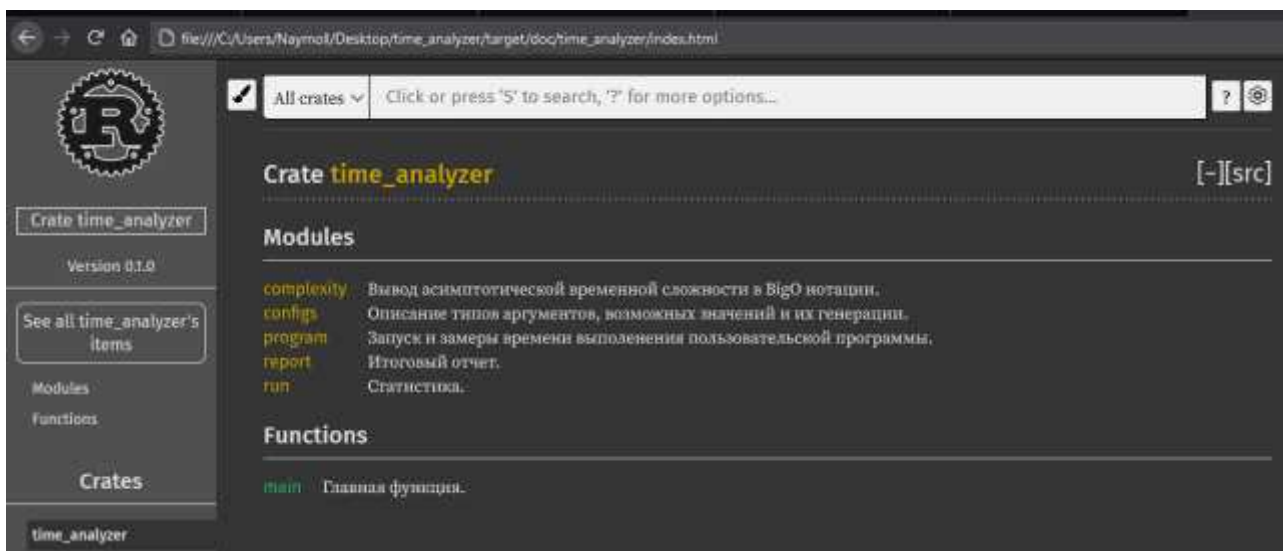 file:///C:/Users/Naymoli/Desktop/time_analyzer/target/doc/time_analyzer/index.html
R
All crates
Click or press 'S' to search, '?' for more options...
?
Crate time_analyzer
[-][src]
Crate time_analyzer
Version 0.1.0
See all time_analyzer's
items
Modules
Functions
Crates
time_analyzer
Modules
complexity Вывод асимптотической временной сложности в BigO нотации.
configs Описание типов аргументов, возможных значений и их генерации.
program Запуск и замеры времени выполенения пользовательской программы.
report Итоговый отчет.
run Статистика.
Functions
main Главная функция.